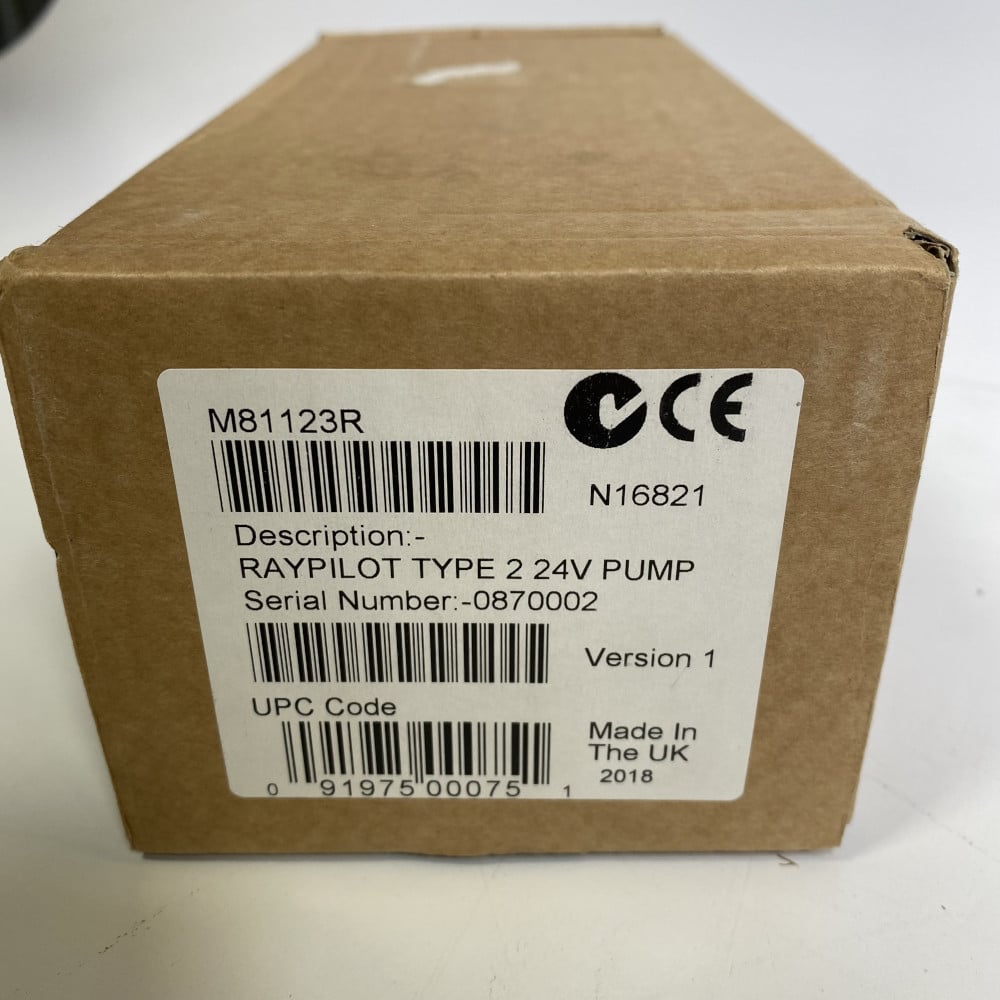 M81123R
CE
N16821
Description:-
RAYPILOT TYPE 2 24V PUMP
Serial Number:-0870002
Version 1
UPC Code
Made In
The UK
2018
0 91975 00075 1